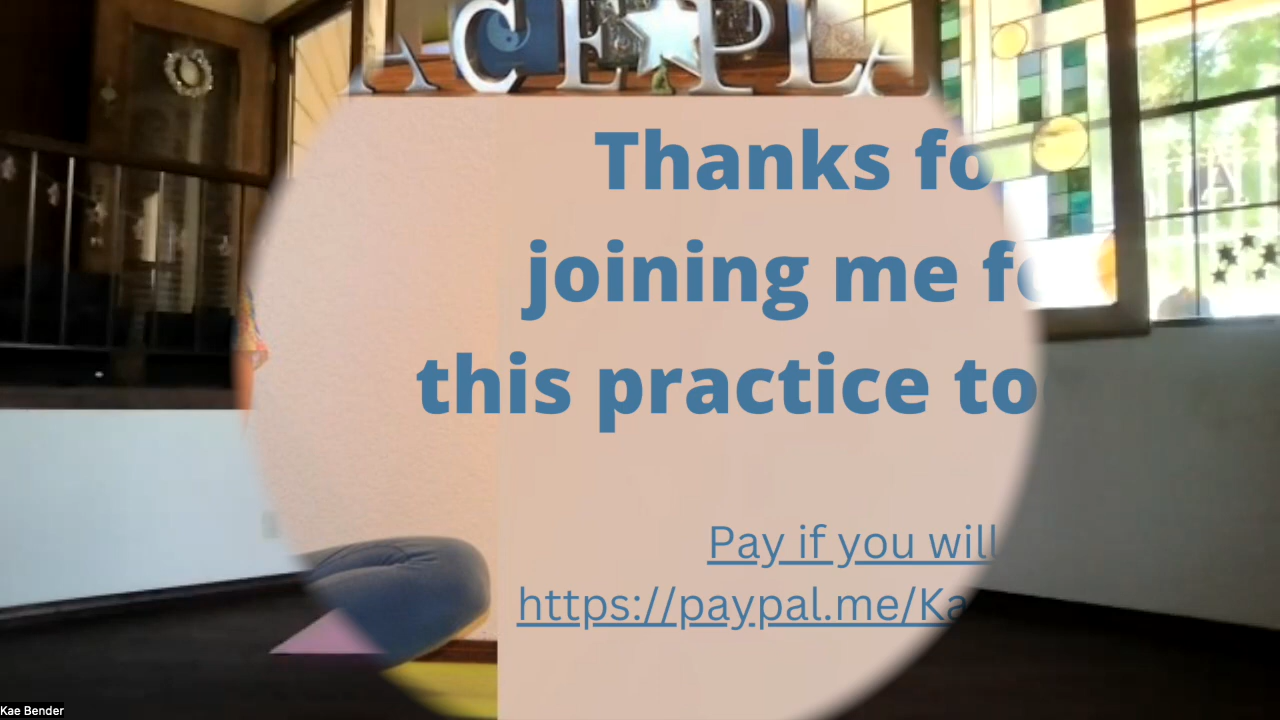 ACE PLA
Thanks fo
joining me fo
this practice to
Pay if you will
https://paypal.me/Ka
Kae Bender